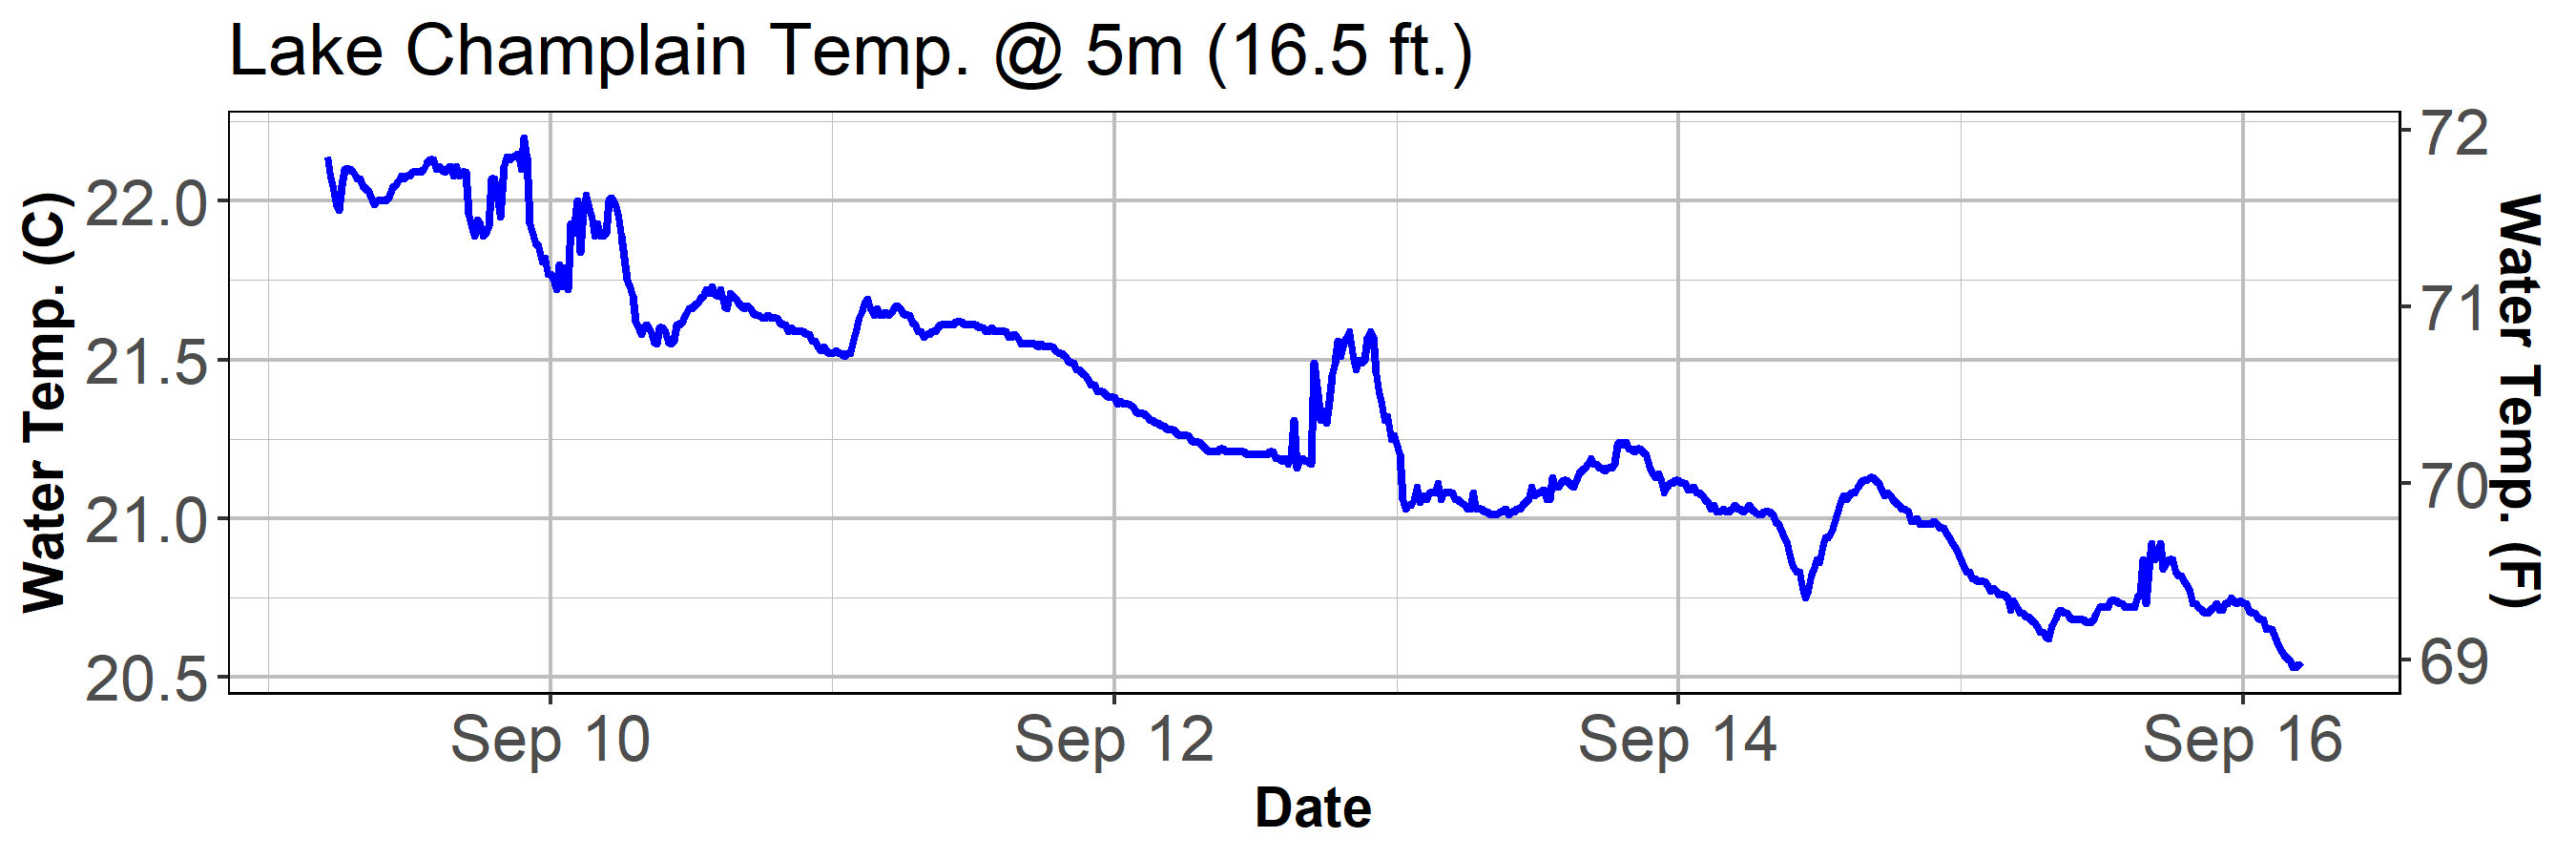 Lake Champlain Temp. @ 5m (16.5 ft.)
Water Temp. (C)
22.0
21.5
21.0
20.5
72
71
70
69
Water Temp. (F)
Sep 10 Sep 12 Sep 14 Sep 16
Date